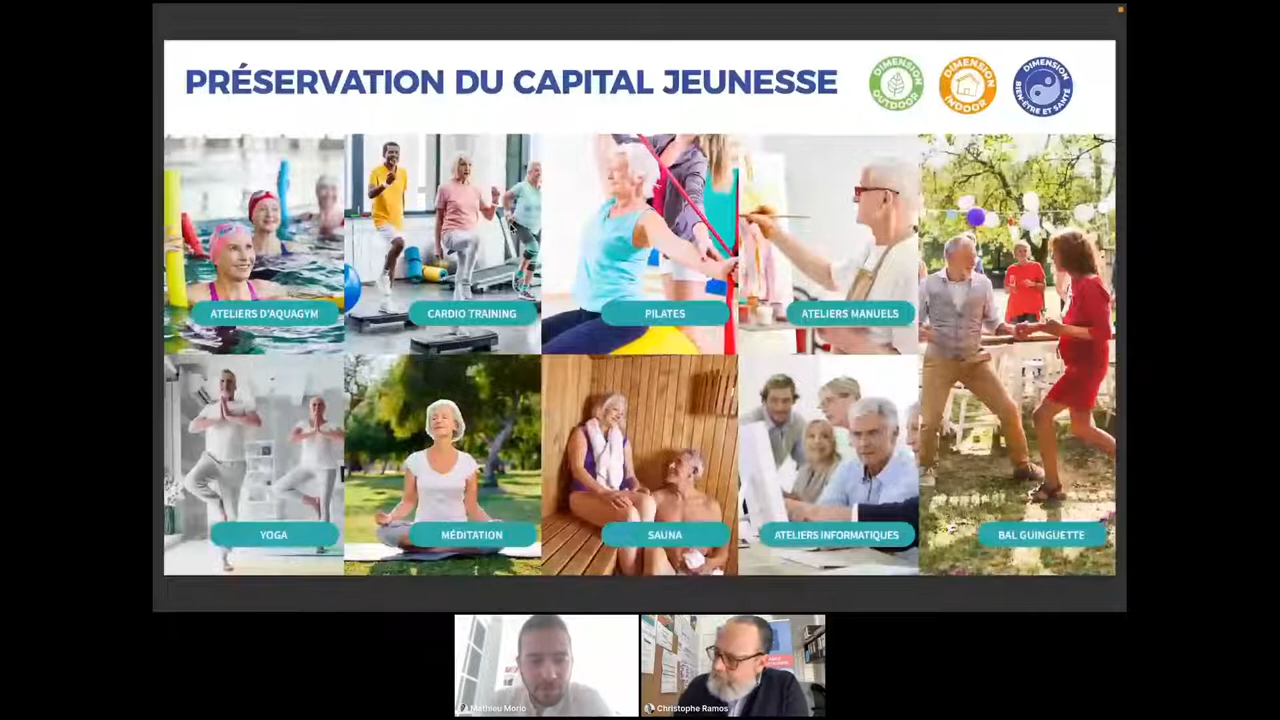 PRÉSERVATION DU CAPITAL JEUNESSE
DIMENSION
OUTDOOR
DIMENSION
INDOOR
DIMENSION
BIEN-ÊTRE ET SANTÉ
ATELIERS D'AQUAGYM
CARDIO TRAINING
PILATES
ATELIERS MANUELS
YOGA
MÉDITATION
SAUNA
ATELIERS INFORMATIQUES
BAL GUINGUETTE
Mathieu Morio
Christophe Ramos